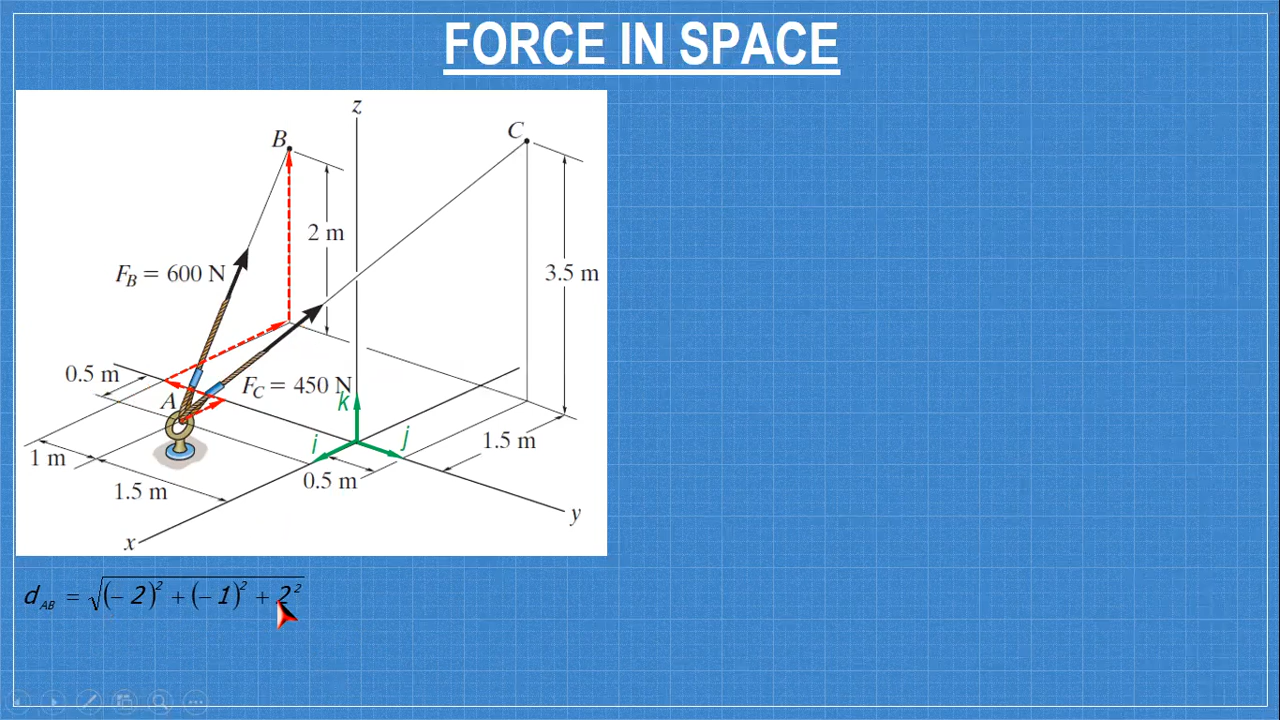 FORCE IN SPACE
z
B
C
2 m
3.5 m
F_B = 600 N
0.5 m
F_C = 450 N
A
k
i
j
1 m
1.5 m
0.5 m
1.5 m
x
y
d_AB = √(−2)² + (−1)² + 2²